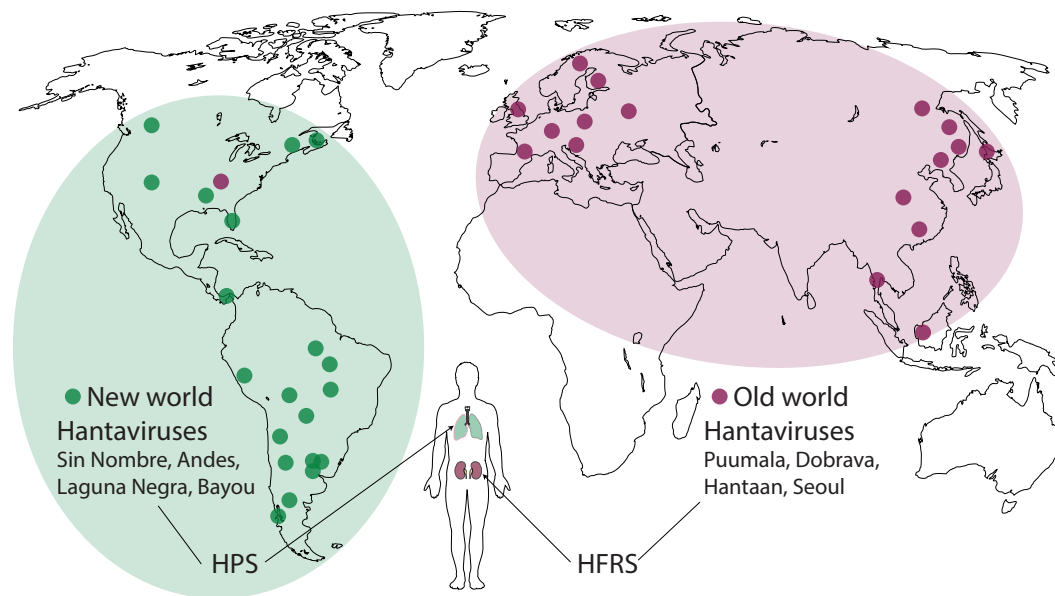 New world
Hantaviruses
Sin Nombre, Andes,
Laguna Negra, Bayou
HPS
Old world
Hantaviruses
Puumala, Dobrava,
Hantaan, Seoul
HFRS